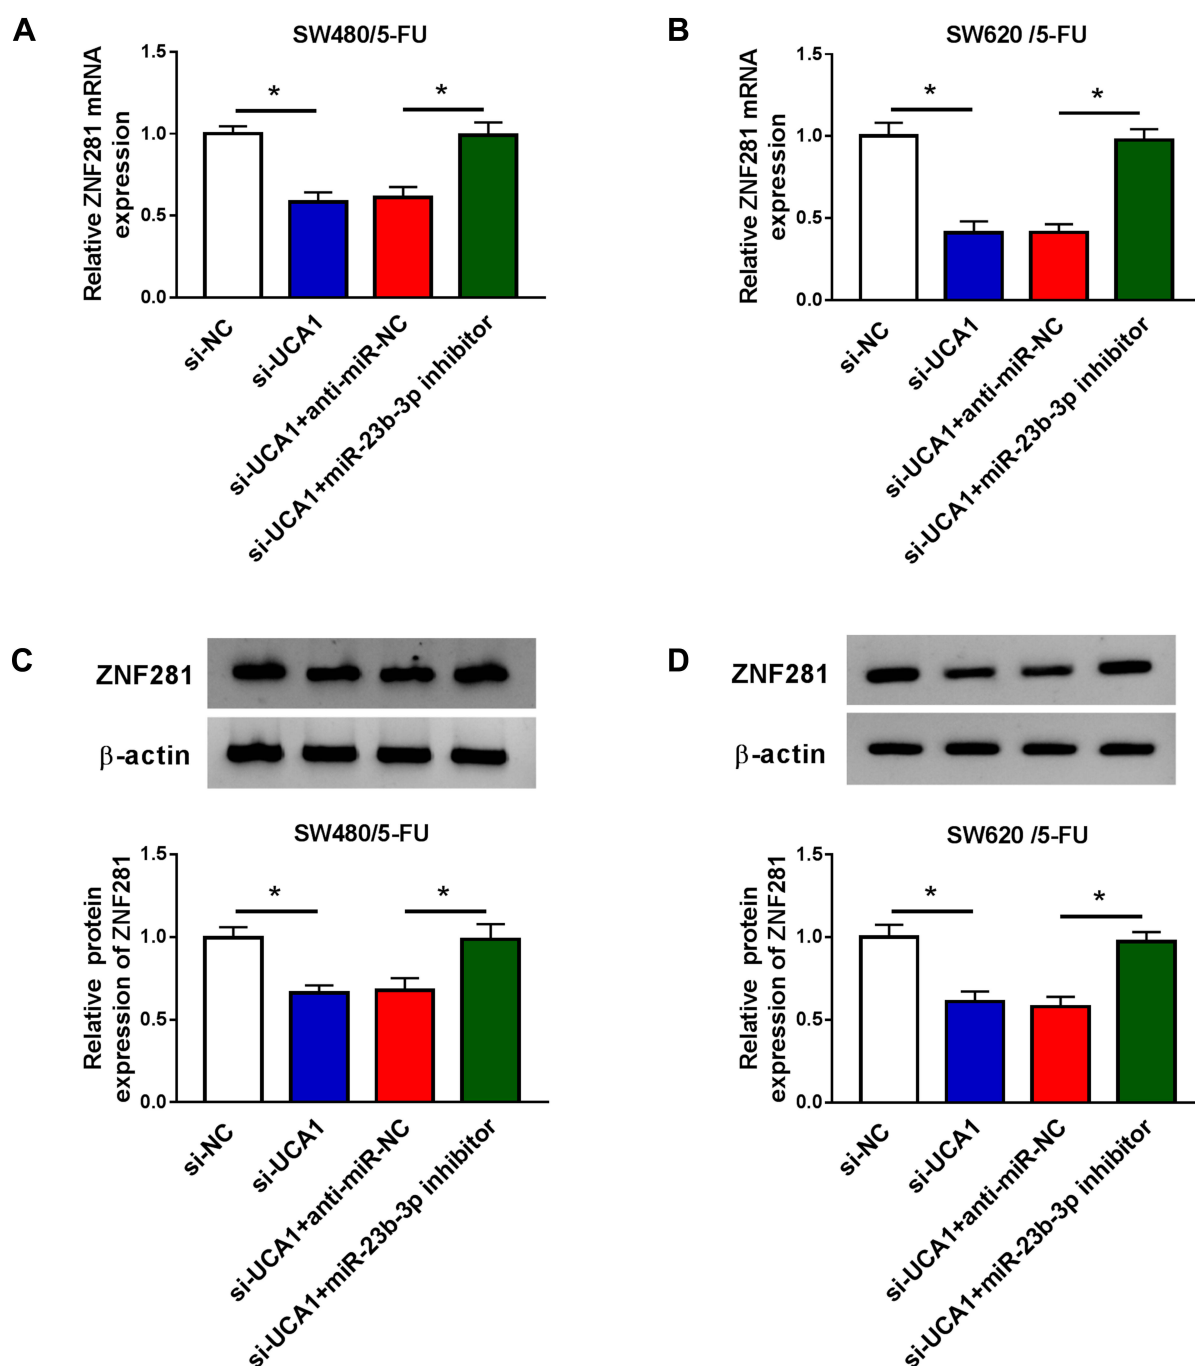 A
SW480/5-FU
Relative ZNF281 mRNA
expression
1.5
1.0
0.5
0.0
*
*
si-NC
si-UCA1
si-UCA1+anti-miR-NC
si-UCA1+miR-23b-3p inhibitor
B
SW620 /5-FU
Relative ZNF281 mRNA
expression
1.5
1.0
0.5
0.0
*
*
si-NC
si-UCA1
si-UCA1+anti-miR-NC
si-UCA1+miR-23b-3p inhibitor
C
ZNF281
β-actin
SW480/5-FU
Relative protein
expression of ZNF281
1.5
1.0
0.5
0.0
*
*
si-NC
si-UCA1
si-UCA1+anti-miR-NC
si-UCA1+miR-23b-3p inhibitor
D
ZNF281
β-actin
SW620 /5-FU
Relative protein
expression of ZNF281
1.5
1.0
0.5
0.0
*
*
si-NC
si-UCA1
si-UCA1+anti-miR-NC
si-UCA1+miR-23b-3p inhibitor